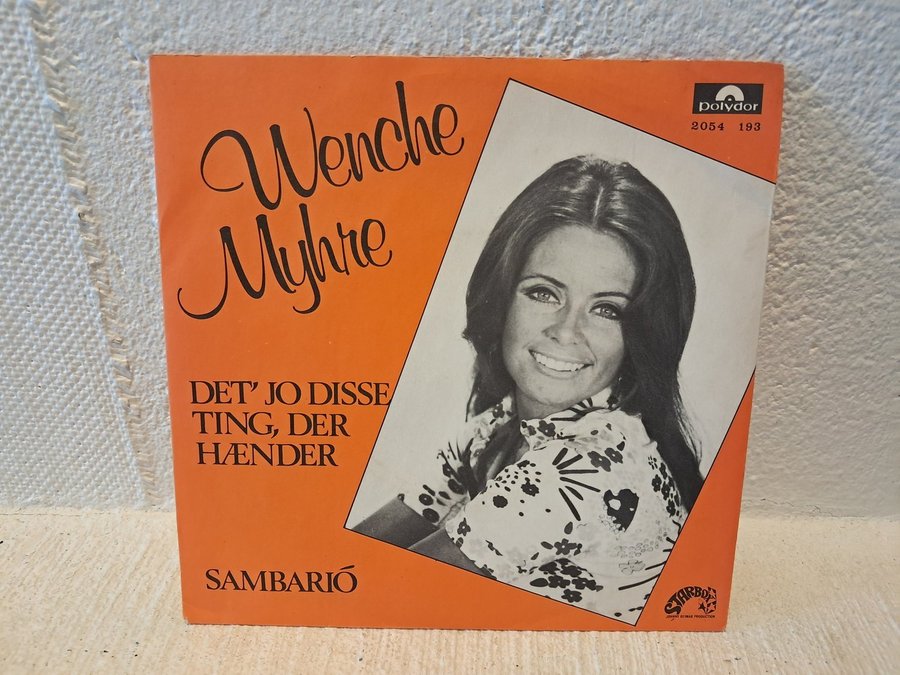 Wenche
Myhre
polydor
2054 193
DET' JO DISSE
TING, DER
HÆNDER
SAMBARIÓ
STARBOX